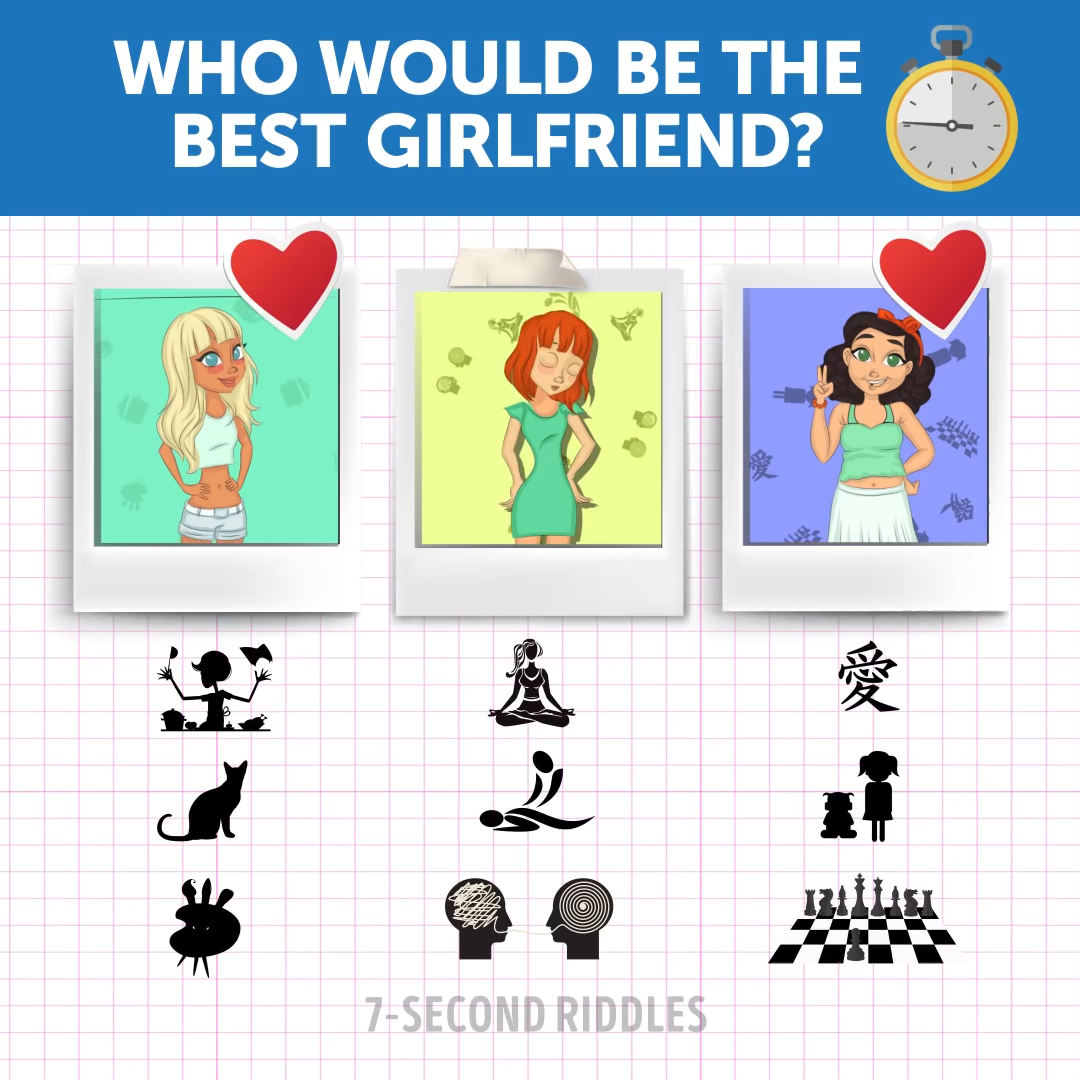 WHO WOULD BE THE
BEST GIRLFRIEND?
愛
7-SECOND RIDDLES